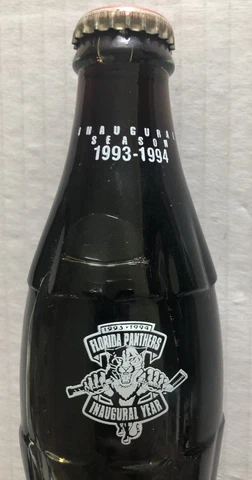 INAUGURAL
SEASON
1993-1994
1993-1994
FLORIDA PANTHERS
INAUGURAL YEAR